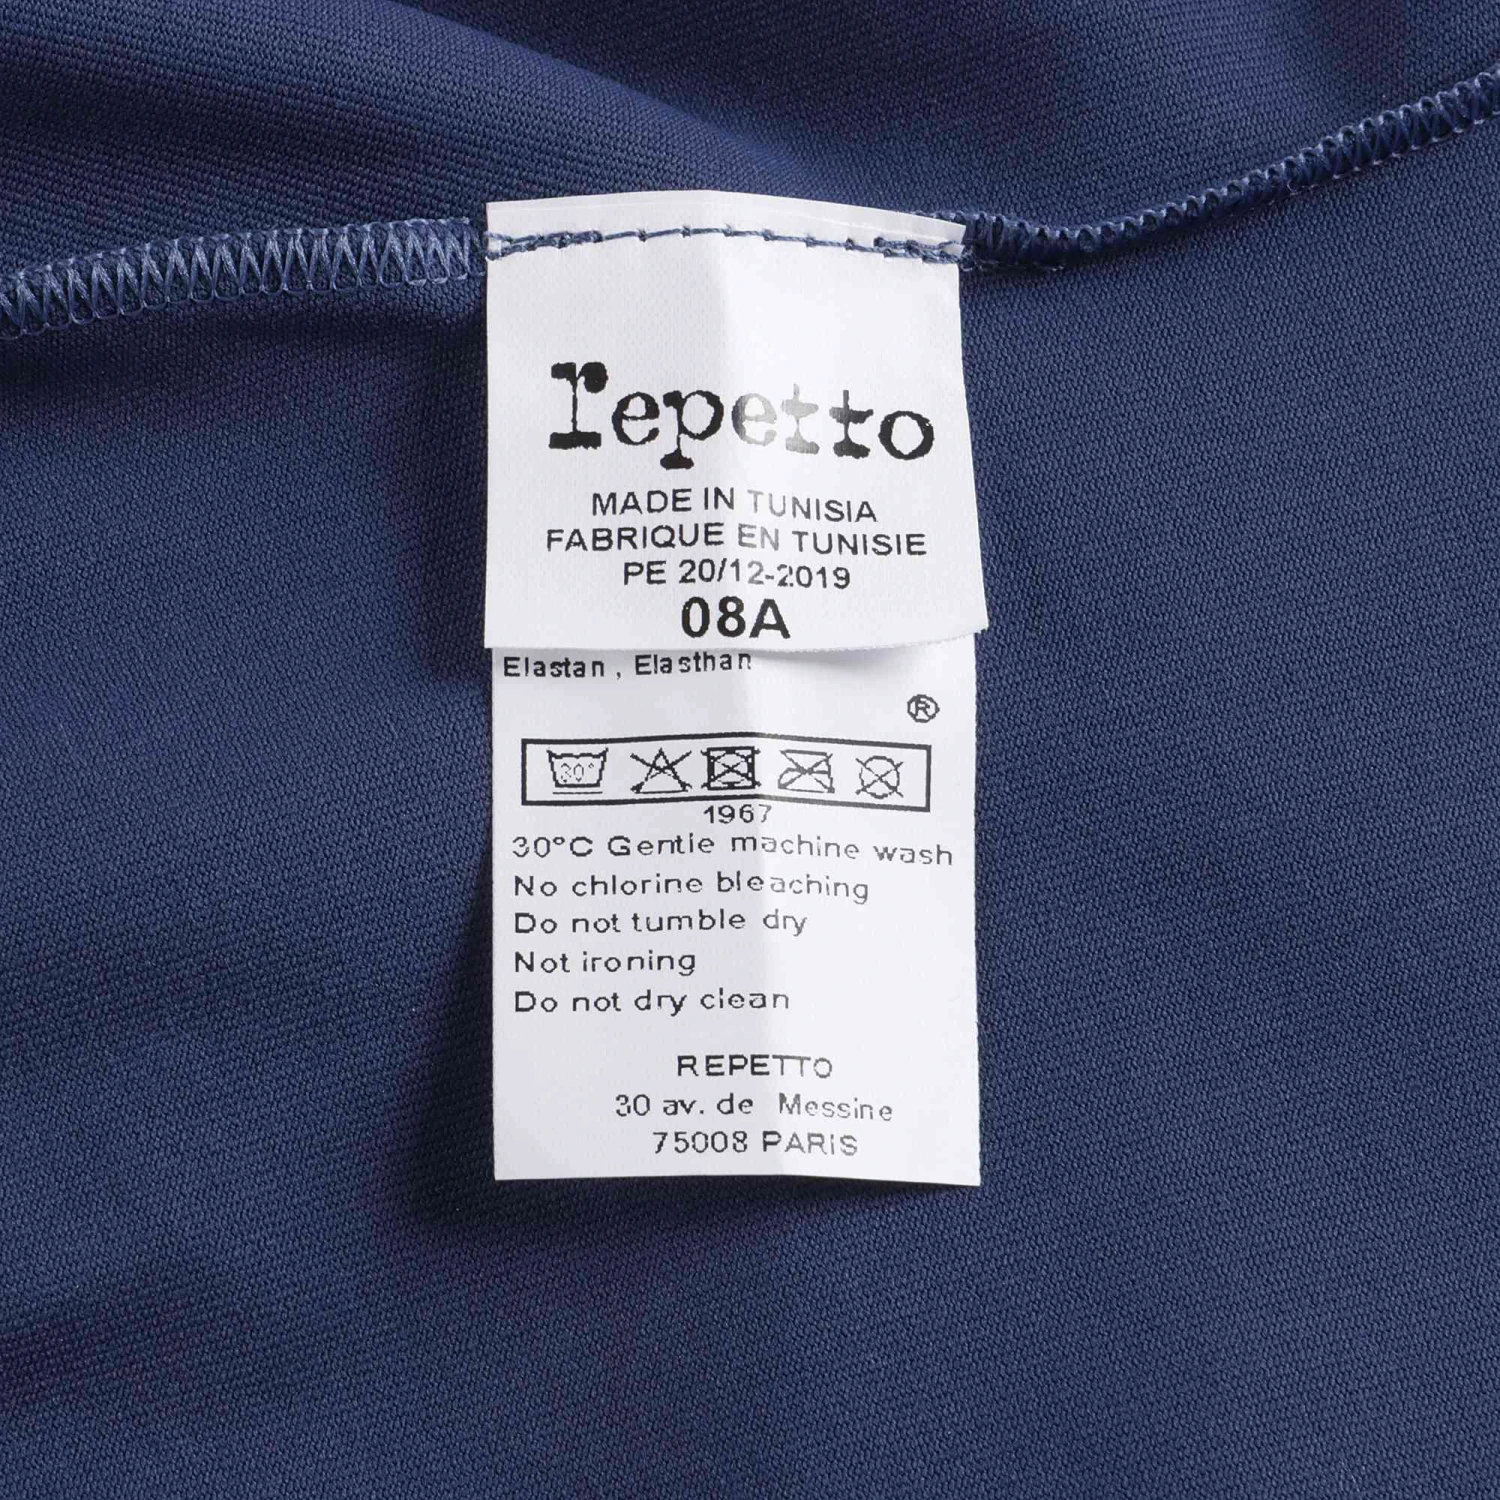 repetto
MADE IN TUNISIA
FABRIQUE EN TUNISIE
PE 20/12-2019
08A
Elastan , Elasthan
®
30°
1967
30°C Gentle machine wash
No chlorine bleaching
Do not tumble dry
Not ironing
Do not dry clean
REPETTO
30 av. de Messine
75008 PARIS